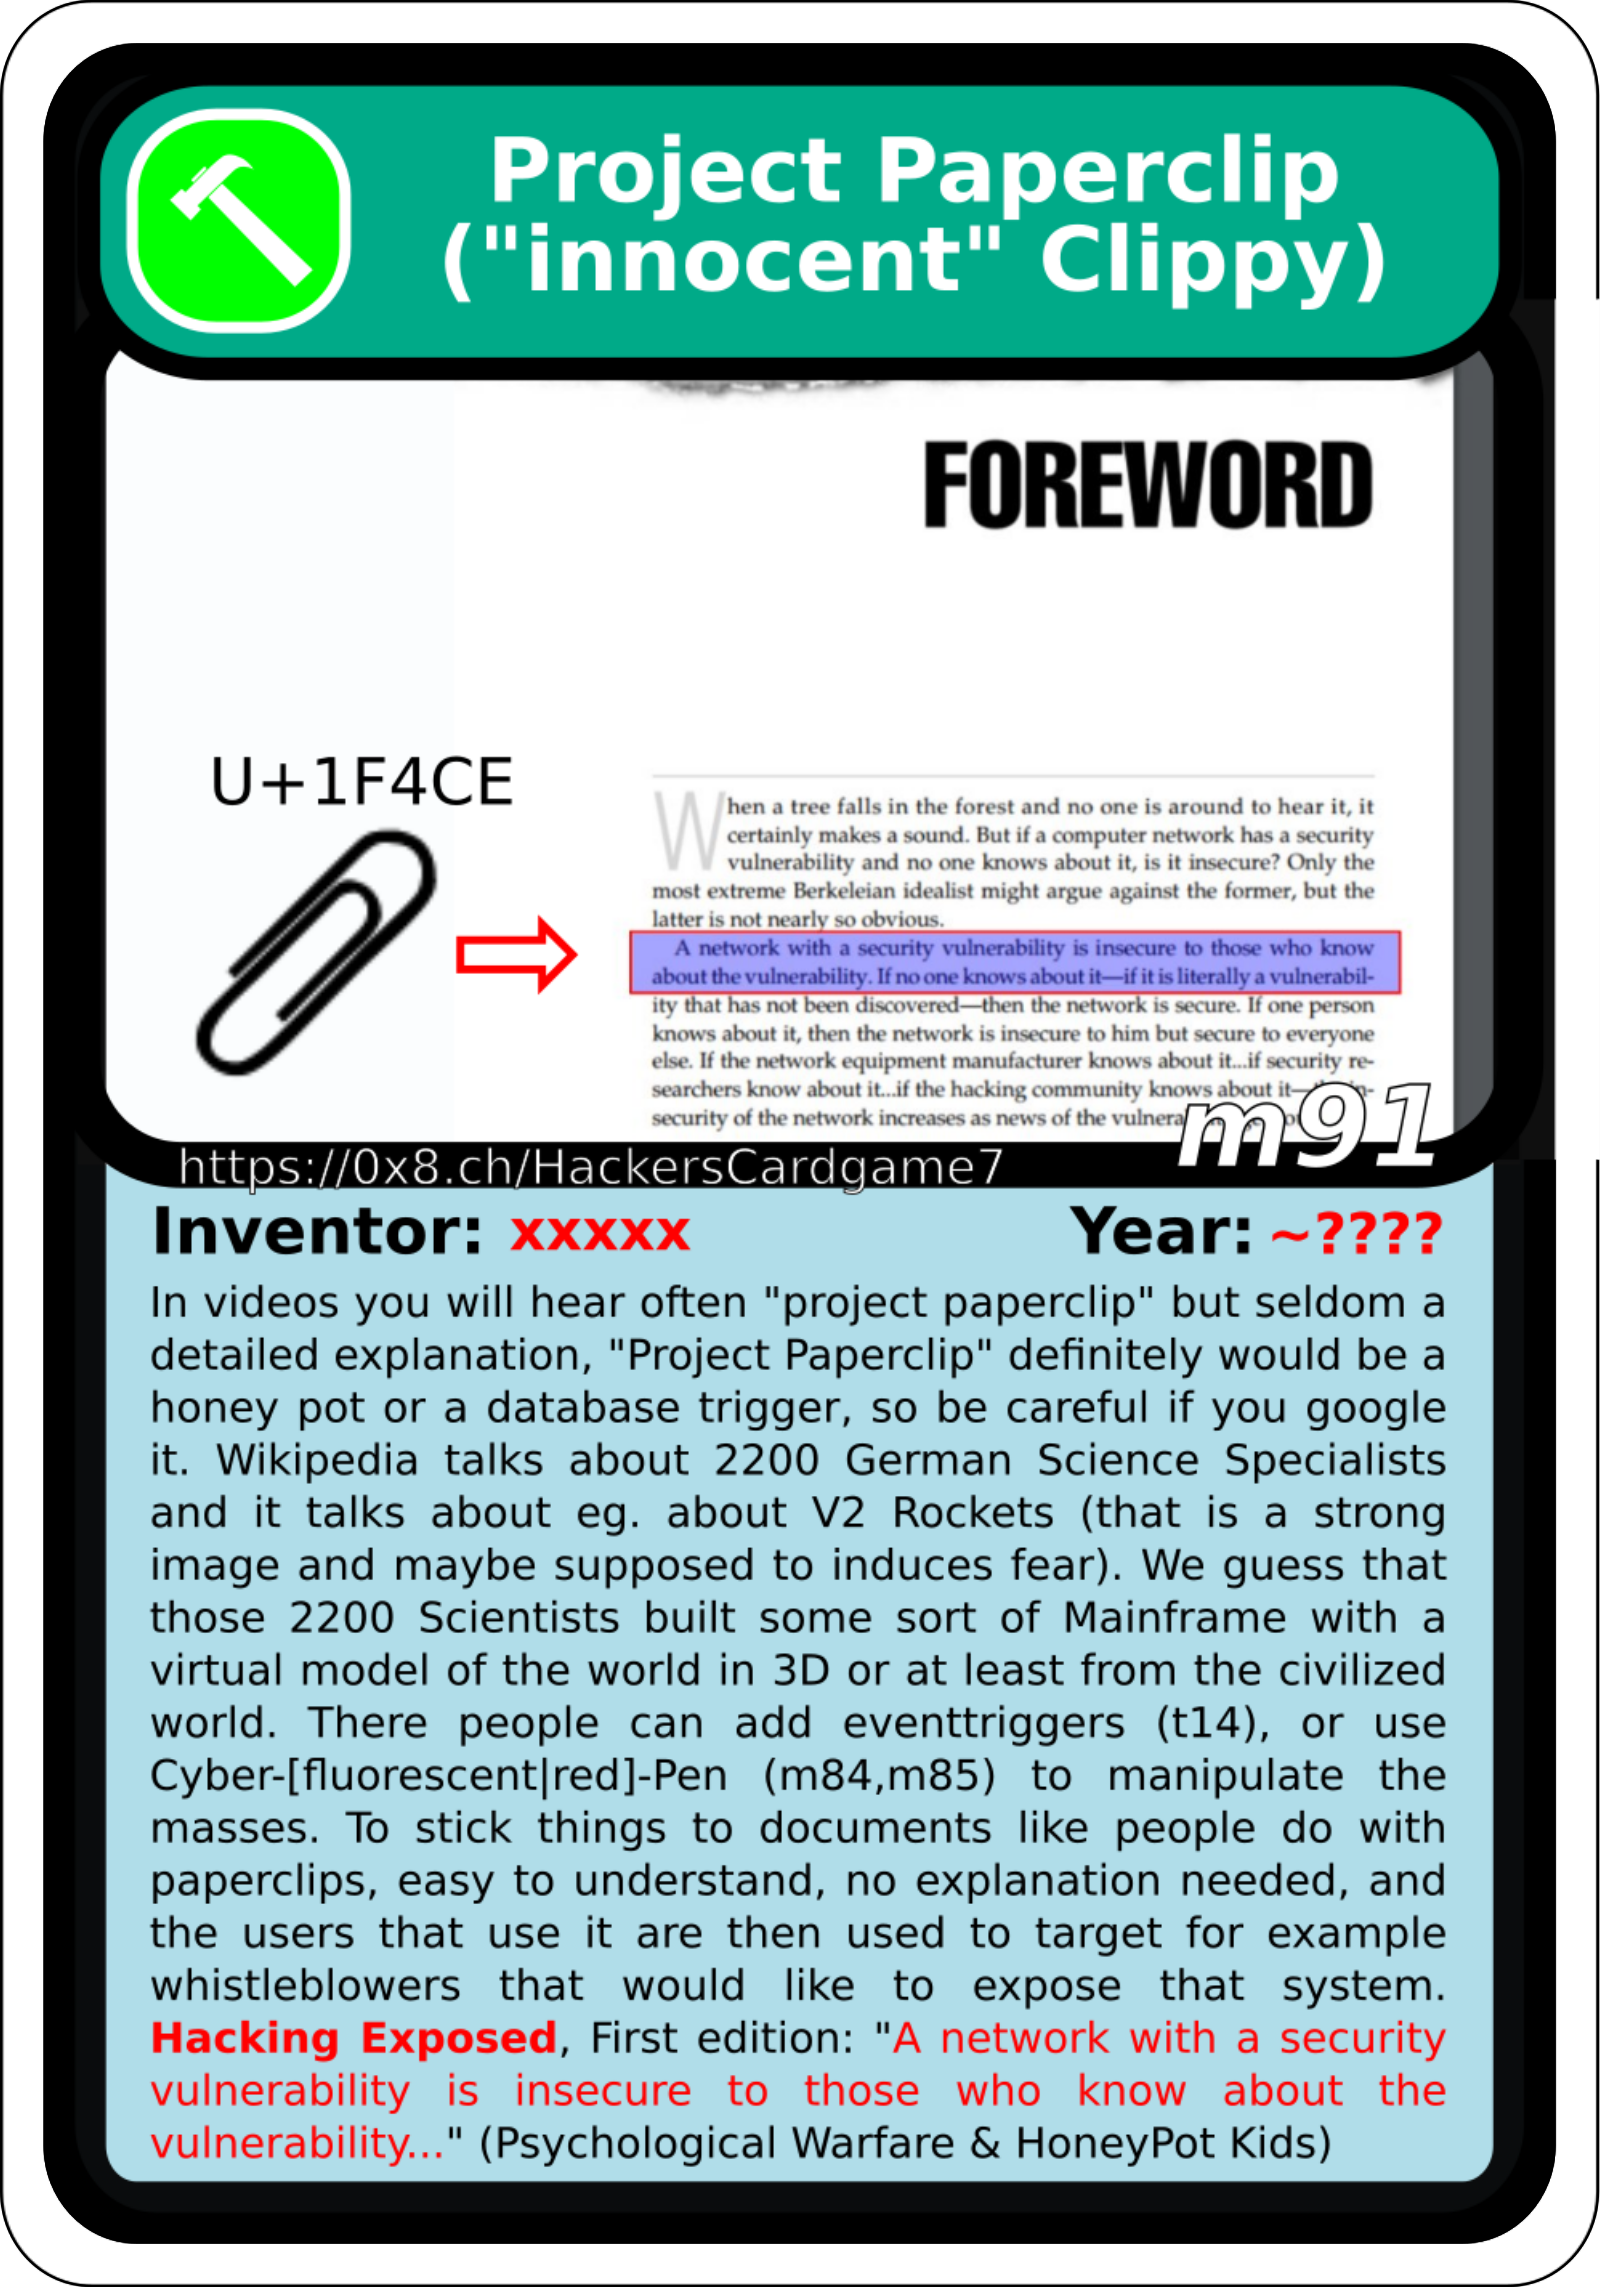 Project Paperclip
("innocent" Clippy)
FOREWORD
U+1F4CE
When a tree falls in the forest and no one is around to hear it, it
certainly makes a sound. But if a computer network has a security
vulnerability and no one knows about it, is it insecure? Only the
most extreme Berkeleian idealist might argue against the former, but the
latter is not nearly so obvious.
A network with a security vulnerability is insecure to those who know
about the vulnerability. If no one knows about it—if it is literally a vulnerabil-
ity that has not been discovered—then the network is secure. If one person
knows about it, then the network is insecure to him but secure to everyone
else. If the network equipment manufacturer knows about it...if security re-
searchers know about it...if the hacking community knows about it—
security of the network increases as news of the
m91
https://0x8.ch/HackersCardgame7
Inventor: xxxxx Year: ~????
In videos you will hear often "project paperclip" but seldom a
detailed explanation, "Project Paperclip" definitely would be a
honey pot or a database trigger, so be careful if you google
it. Wikipedia talks about 2200 German Science Specialists
and it talks about eg. about V2 Rockets (that is a strong
image and maybe supposed to induces fear). We guess that
those 2200 Scientists built some sort of Mainframe with a
virtual model of the world in 3D or at least from the civilized
world. There people can add eventtriggers (t14), or use
Cyber-[fluorescent|red]-Pen (m84,m85) to manipulate the
masses. To stick things to documents like people do with
paperclips, easy to understand, no explanation needed, and
the users that use it are then used to target for example
whistleblowers that would like to expose that system.
Hacking Exposed, First edition: "A network with a security
vulnerability is insecure to those who know about the
vulnerability..." (Psychological Warfare & HoneyPot Kids)